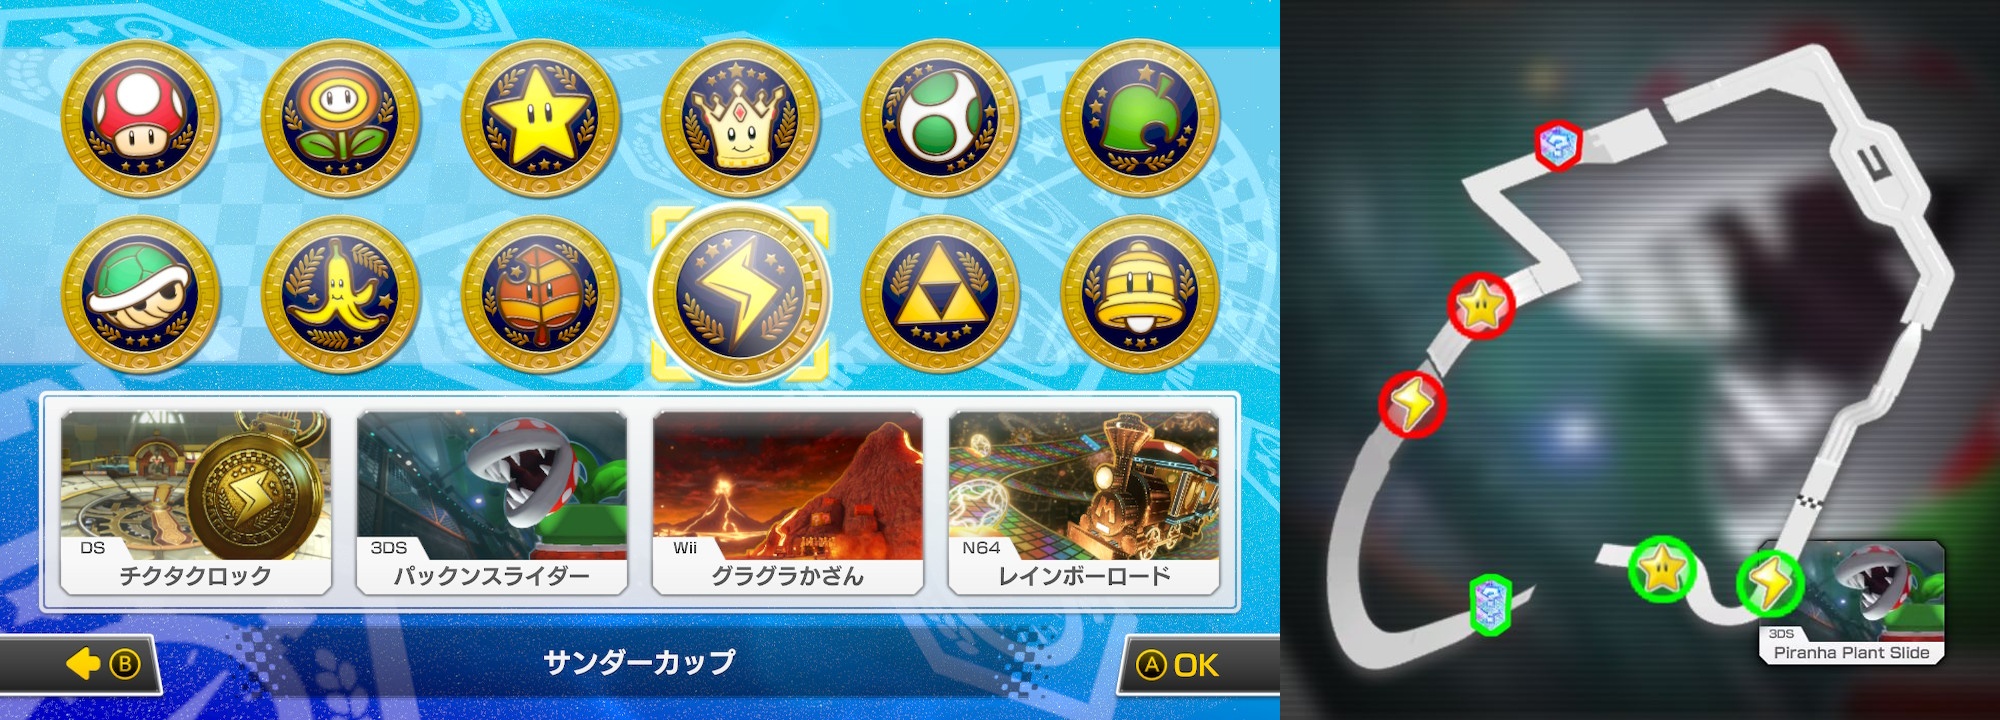 DS
チクタクロック
3DS
パックンスライダー
Wii
グラグラかざん
N64
レインボーロード
B
サンダーカップ
A OK
3DS
Piranha Plant Slide